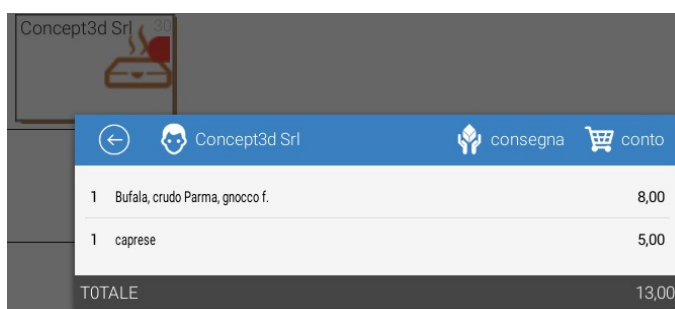 Concept3d Srl 30
Concept3d Srl consegna conto
1 Bufala, crudo Parma, gnocco f. 8,00
1 caprese 5,00
TOTALE 13,00